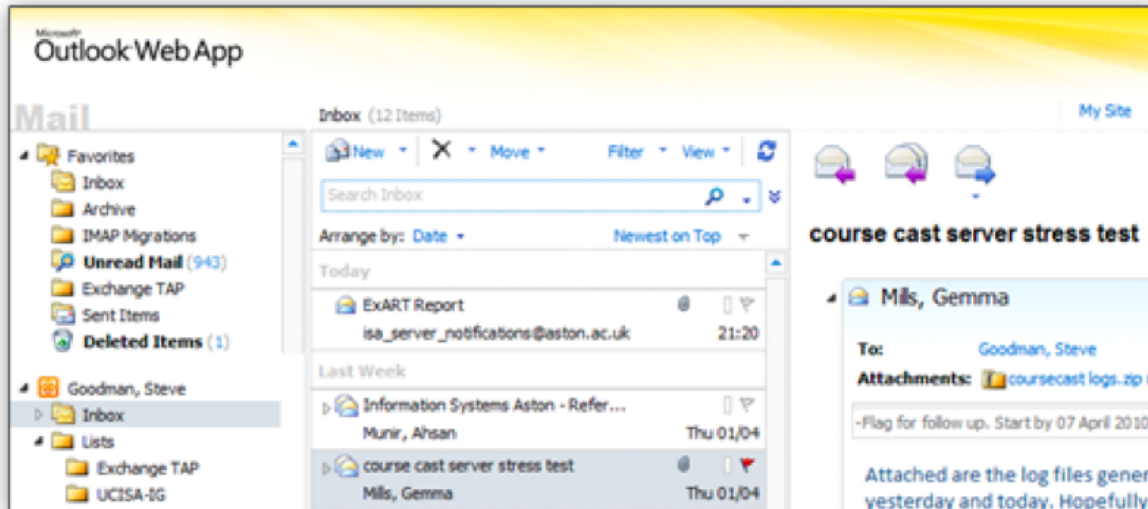 Microsoft
Outlook Web App
Mail
Favorites
Inbox
Archive
IMAP Migrations
Unread Mail (943)
Exchange TAP
Sent Items
Deleted Items (1)
Goodman, Steve
Inbox
Lists
Exchange TAP
UCISA-IG
Inbox (12 Items)
New Move Filter View
Search Inbox
Arrange by: Date Newest on Top
Today
ExART Report
isa_server_notifications@aston.ac.uk 21:20
Last Week
Information Systems Aston - Refer...
Munir, Ahsan Thu 01/04
course cast server stress test
Mills, Gemma Thu 01/04
My Site
course cast server stress test
Mills, Gemma
To: Goodman, Steve
Attachments: coursecast logs.zip
-Flag for follow up. Start by 07 April 2010
Attached are the log files gener
yesterday and today. Hopefully